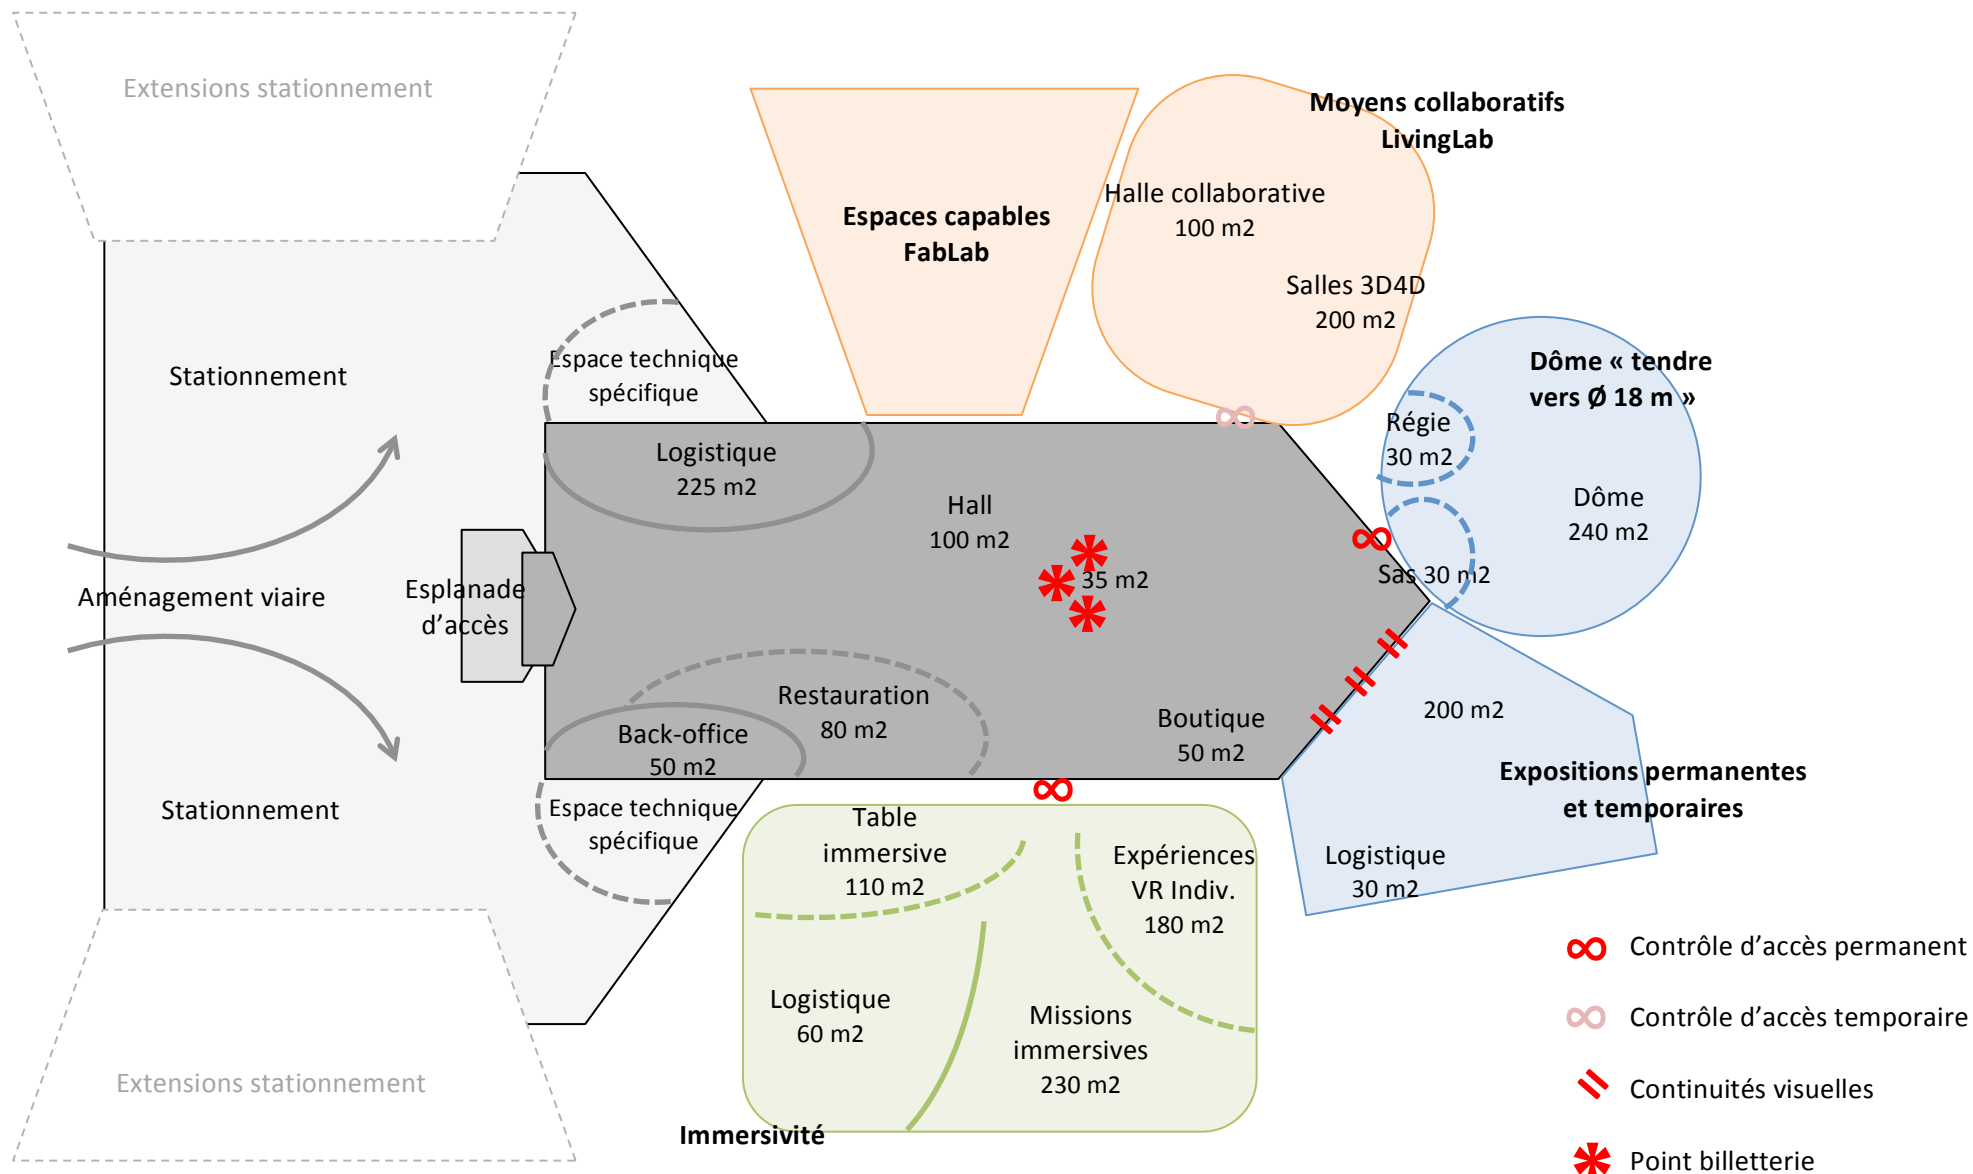 Extensions stationnement
Moyens collaboratifs
LivingLab
Halle collaborative
100 m2
Espaces capables
FabLab
Salles 3D4D
200 m2
Stationnement
Espace technique
spécifique
Dôme « tendre
vers Ø 18 m »
Régie
30 m2
Logistique
225 m2
Hall
100 m2
Dôme
240 m2
Aménagement viaire
Esplanade
d’accès
35 m2
Sas 30 m2
Restauration
80 m2
Back-office
50 m2
Boutique
50 m2
200 m2
Expositions permanentes
et temporaires
Stationnement
Espace technique
spécifique
Table
immersive
110 m2
Expériences
VR Indiv.
180 m2
Logistique
30 m2
Logistique
60 m2
Missions
immersives
230 m2
Extensions stationnement
Immersivité
Contrôle d’accès permanent
Contrôle d’accès temporaire
Continuités visuelles
Point billetterie